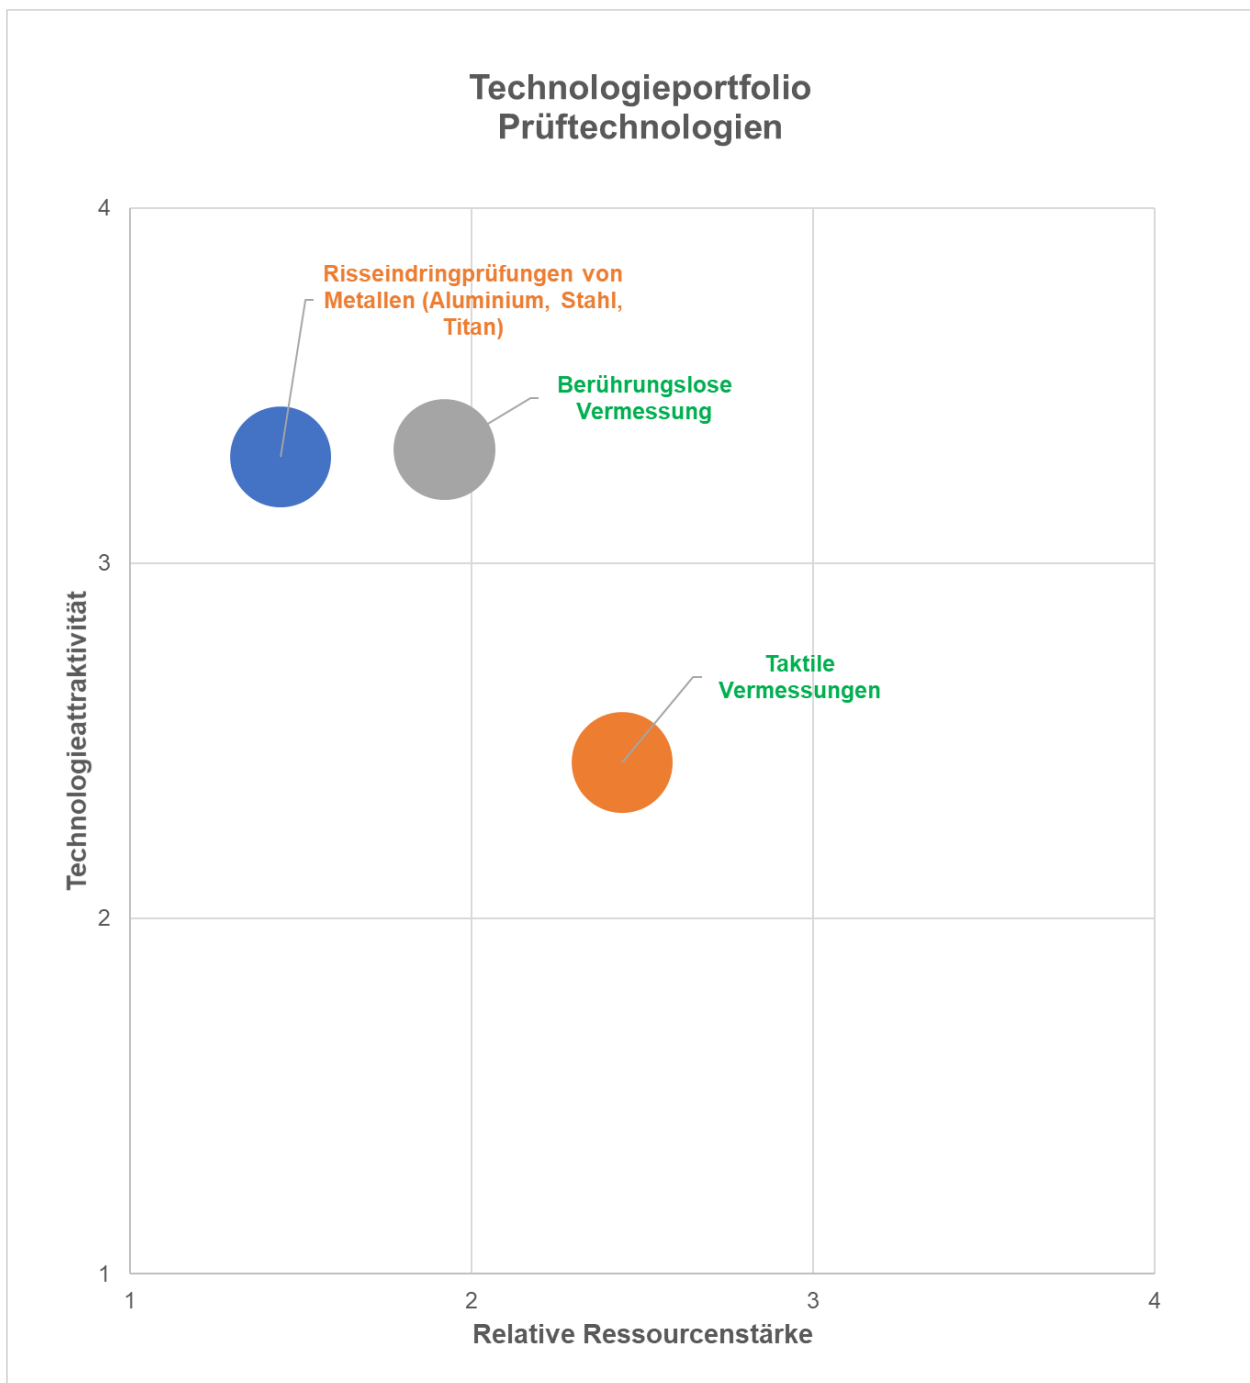 Technologieportfolio
Prüftechnologien
4
Risseindringprüfungen von
Metallen (Aluminium, Stahl,
Titan)
Berührungslose
Vermessung
3
Technologieattraktivität
Taktile
Vermessungen
2
1
1 2 3 4
Relative Ressourcenstärke